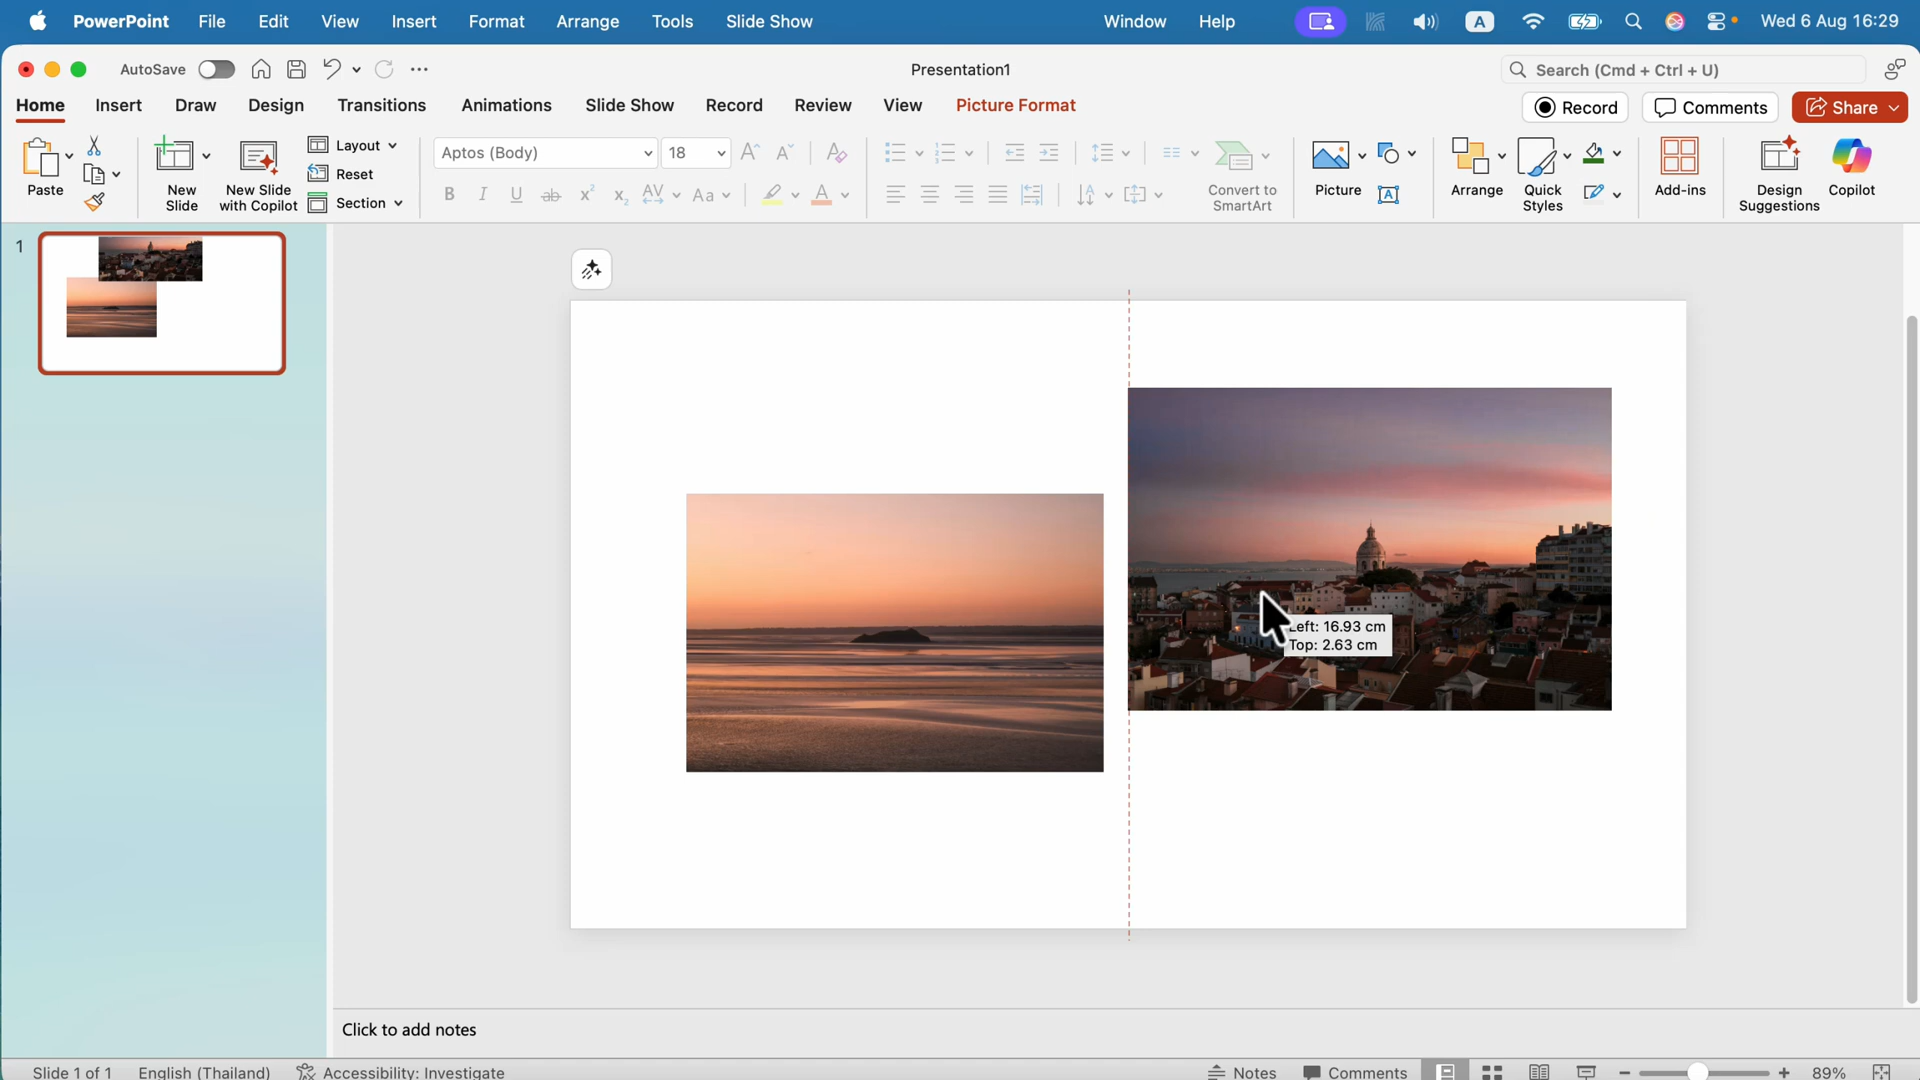 PowerPoint File Edit View Insert Format Arrange Tools Slide Show Window Help A Wed 6 Aug 16:29
AutoSave Presentation1 Search (Cmd + Ctrl + U)
Home Insert Draw Design Transitions Animations Slide Show Record Review View Picture Format Record Comments Share
Paste
New
Slide
New Slide
with Copilot
Layout
Reset
Section
Aptos (Body) 18
Convert to
SmartArt
Picture
Arrange
Quick
Styles
Add-ins
Design
Suggestions
Copilot
1
Left: 16.93 cm
Top: 2.63 cm
Click to add notes
Slide 1 of 1 English (Thailand) Accessibility: Investigate Notes Comments 89%